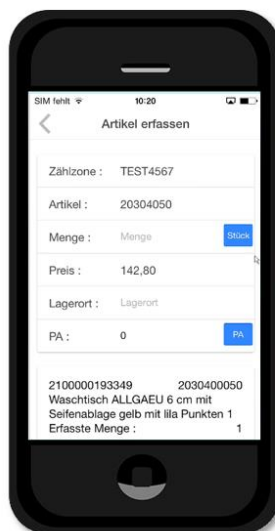 SIM fehlt 10:20
Artikel erfassen
Zählzone : TEST4567
Artikel : 20304050
Menge : Menge Stück
Preis : 142,80
Lagerort : Lagerort
PA : 0 PA
2100000193349 2030400050
Waschtisch ALLGAEU 6 cm mit
Seifenablage gelb mit lila Punkten 1
Erfasste Menge : 1